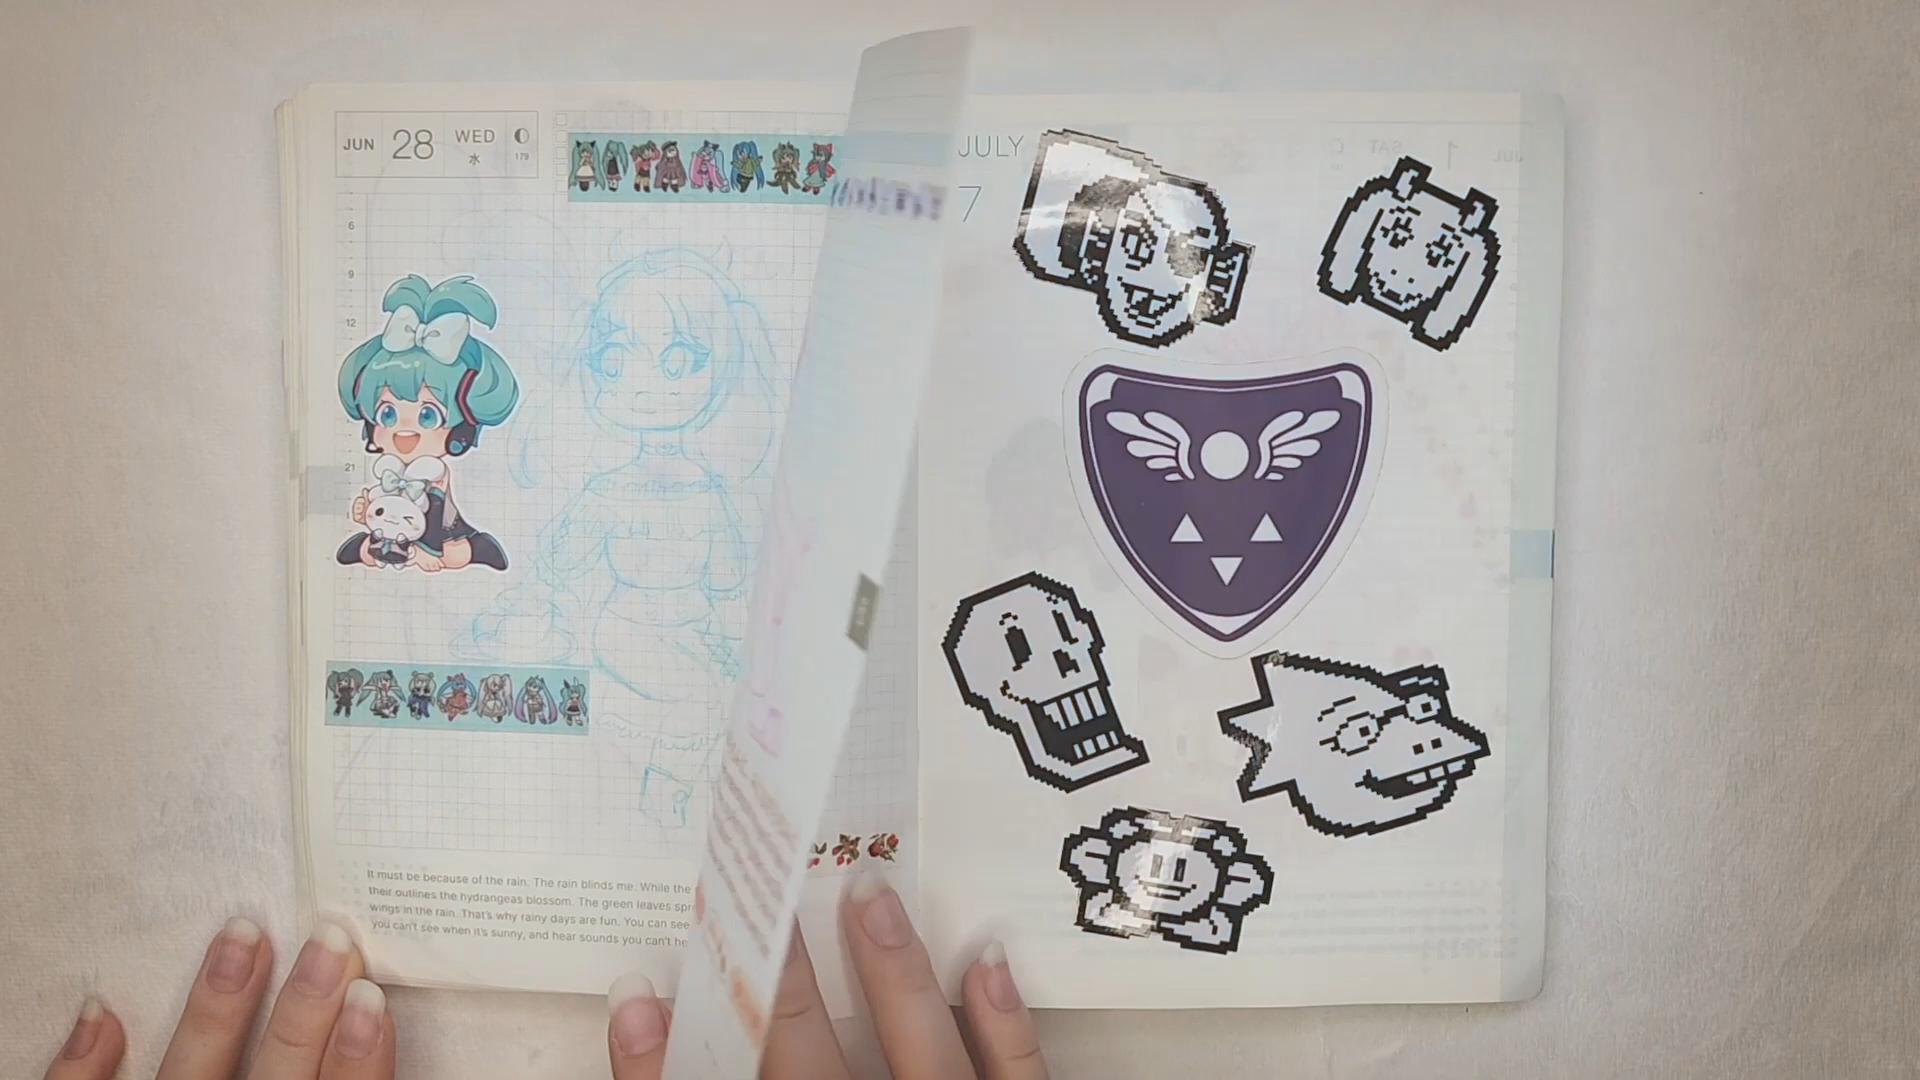 JUN 28 WED
水 179
6
9
12
21
It must be because of the rain. The rain blinds me. While the
their outlines the hydrangeas blossom. The green leaves
wings in the rain. That's why rainy days are fun. You can see
you can't see when it's sunny, and hear sounds you can't
JULY
7
1 SAT
JUL